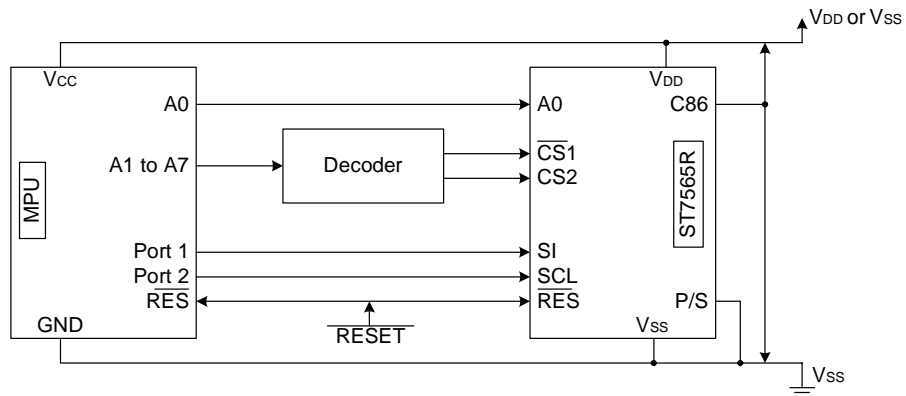 VDD or VSS
VCC
VDD
A0
A0
C86
CS1
A1 to A7
Decoder
CS2
MPU
ST7565R
Port 1
SI
Port 2
SCL
RES
RES
P/S
RESET
GND
VSS
VSS